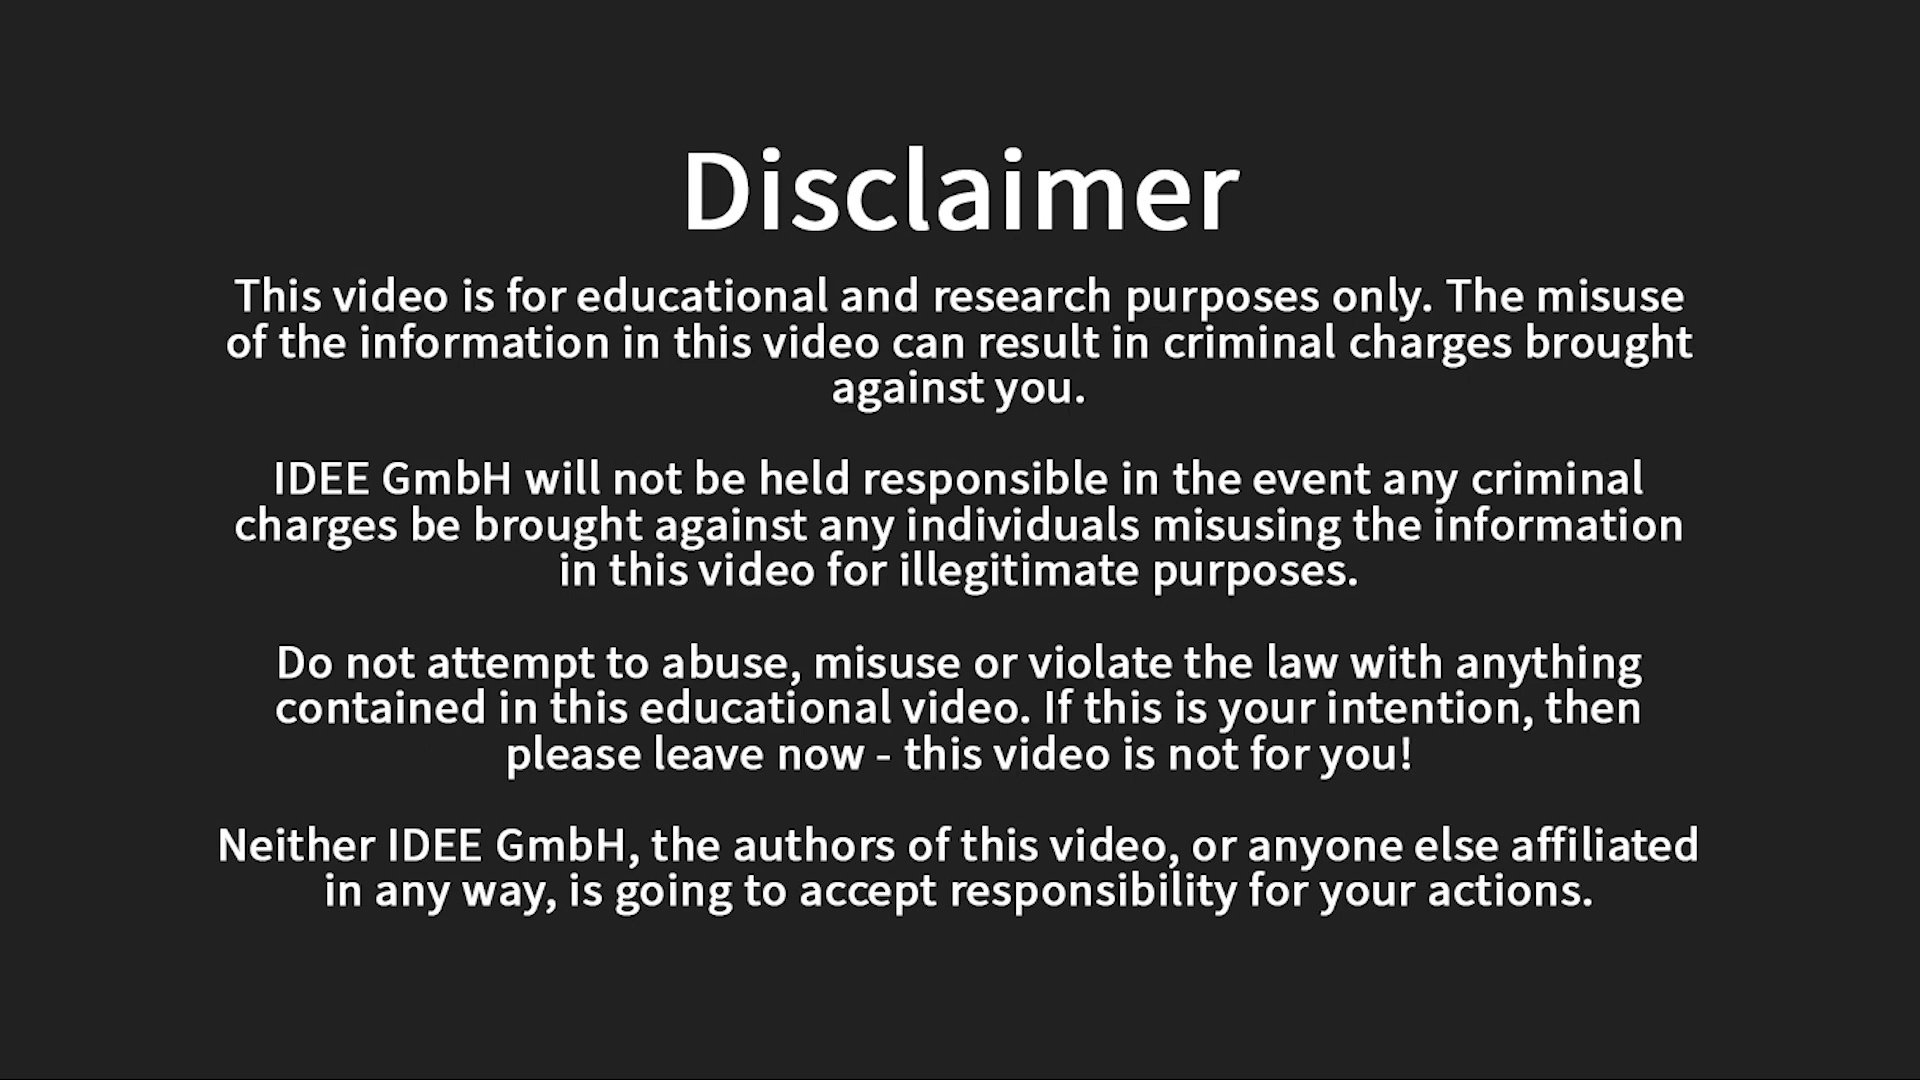 Disclaimer
This video is for educational and research purposes only. The misuse
of the information in this video can result in criminal charges brought
against you.
IDEE GmbH will not be held responsible in the event any criminal
charges be brought against any individuals misusing the information
in this video for illegitimate purposes.
Do not attempt to abuse, misuse or violate the law with anything
contained in this educational video. If this is your intention, then
please leave now - this video is not for you!
Neither IDEE GmbH, the authors of this video, or anyone else affiliated
in any way, is going to accept responsibility for your actions.